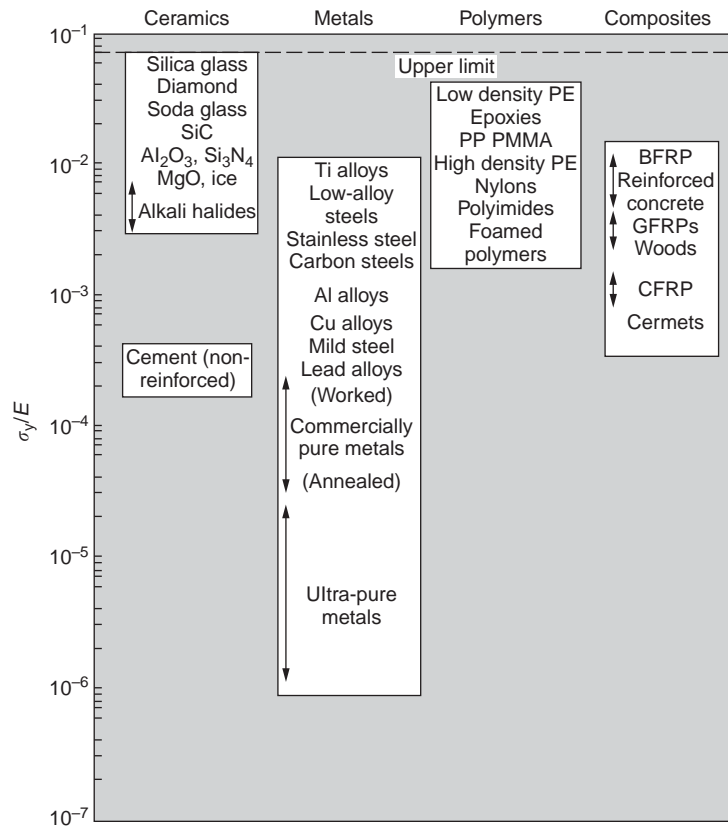 Ceramics Metals Polymers Composites
10⁻¹
10⁻²
10⁻³
10⁻⁴
10⁻⁵
10⁻⁶
10⁻⁷
σy/E
Upper limit
Silica glass
Diamond
Soda glass
SiC
Al₂O₃, Si₃N₄
MgO, ice
Alkali halides
Cement (non-
reinforced)
Ti alloys
Low-alloy
steels
Stainless steel
Carbon steels
Al alloys
Cu alloys
Mild steel
Lead alloys
(Worked)
Commercially
pure metals
(Annealed)
Ultra-pure
metals
Low density PE
Epoxies
PP PMMA
High density PE
Nylons
Polyimides
Foamed
polymers
BFRP
Reinforced
concrete
GFRPs
Woods
CFRP
Cermets